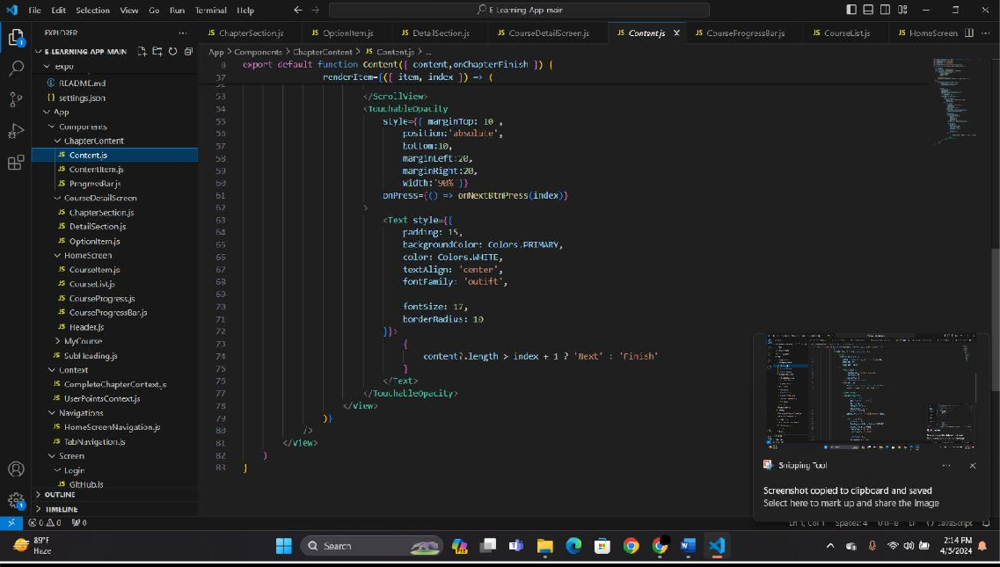 File Edit Selection View Go Run Terminal Help
E-Learning-App-main
EXPLORER
E-LEARNING-APP-MAIN
.expo
README.md
settings.json
App
Components
ChapterContent
Content.js
ContentItem.js
ProgressBar.js
CourseDetailScreen
ChapterSection.js
DetailSection.js
OptionItem.js
HomeScreen
CourseItem.js
CourseList.js
CourseProgress.js
CourseProgressBar.js
Header.js
MyCourse
SubHeading.js
Context
CompleteChapterContext.js
UserPointsContext.js
Navigations
HomeScreenNavigation.js
TabNavigation.js
Screen
Login
GitHub.js
OUTLINE
TIMELINE
JS ChapterSection.js JS OptionItem.js JS DetailSection.js JS CourseDetailScreen.js JS Content.js JS CourseProgressBar.js JS CourseList.js JS HomeScreen
App > Components > ChapterContent > JS Content.js > ...
8 export default function Content({ content,onChapterFinish }) {
37 renderItem={({ item, index }) => (
53 </ScrollView>
54 <TouchableOpacity
55 style={{ marginTop: 10 ,
56 position:'absolute',
57 bottom:10,
58 marginLeft:20,
59 marginRight:20,
60 width:'90%'}}
61 onPress={() => onNextBtnPress(index)}
62 >
63 <Text style={{
64 padding: 15,
65 backgroundColor: Colors.PRIMARY,
66 color: Colors.WHITE,
67 textAlign: 'center',
68 fontFamily: 'outift',
69
70 fontSize: 17,
71 borderRadius: 10
72 }}>
73 {
74 content?.length > index + 1 ? 'Next' : 'Finish'
75 }
76 </Text>
77 </TouchableOpacity>
78 </View>
79 )}
80 />
81 </View>
82 )
83 }
Snipping Tool
Screenshot copied to clipboard and saved
Select here to mark up and share the image
0 0 0 Ln 1, Col 1 Spaces: 4 UTF-8 LF {} JavaScript
89°F
Haze
Search
2:14 PM
4/5/2024